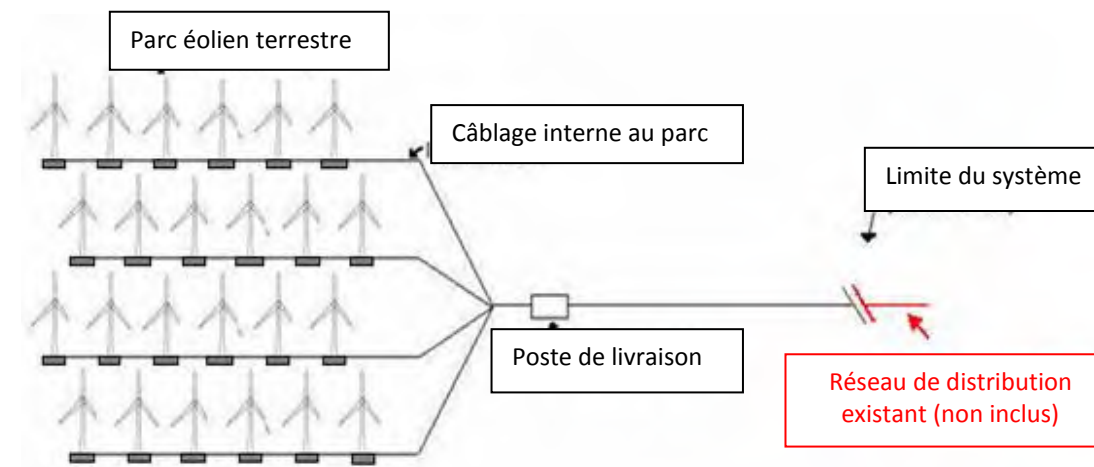 Parc éolien terrestre
Câblage interne au parc
Limite du système
Poste de livraison
Réseau de distribution
existant (non inclus)